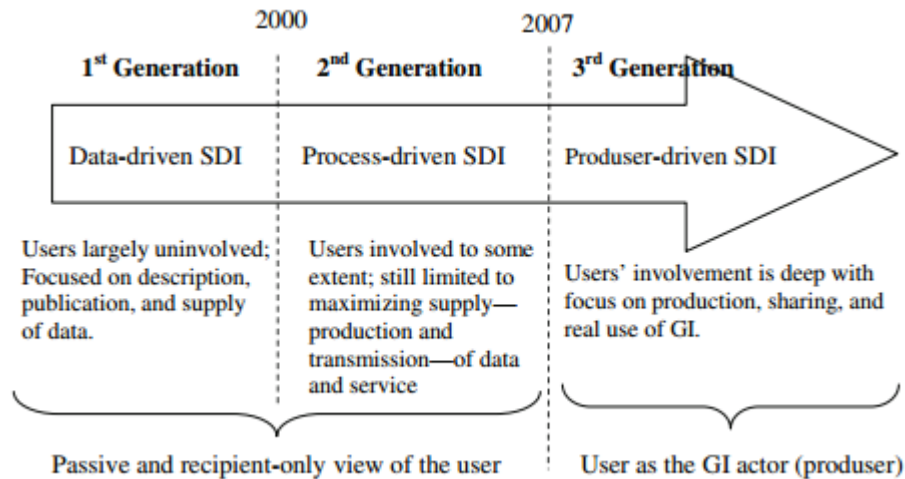 2000
2007
1st Generation
2nd Generation
3rd Generation
Data-driven SDI
Process-driven SDI
Produser-driven SDI
Users largely uninvolved;
Focused on description,
publication, and supply
of data.
Users involved to some
extent; still limited to
maximizing supply—
production and
transmission—of data
and service
Users' involvement is deep with
focus on production, sharing, and
real use of GI.
Passive and recipient-only view of the user
User as the GI actor (produser)